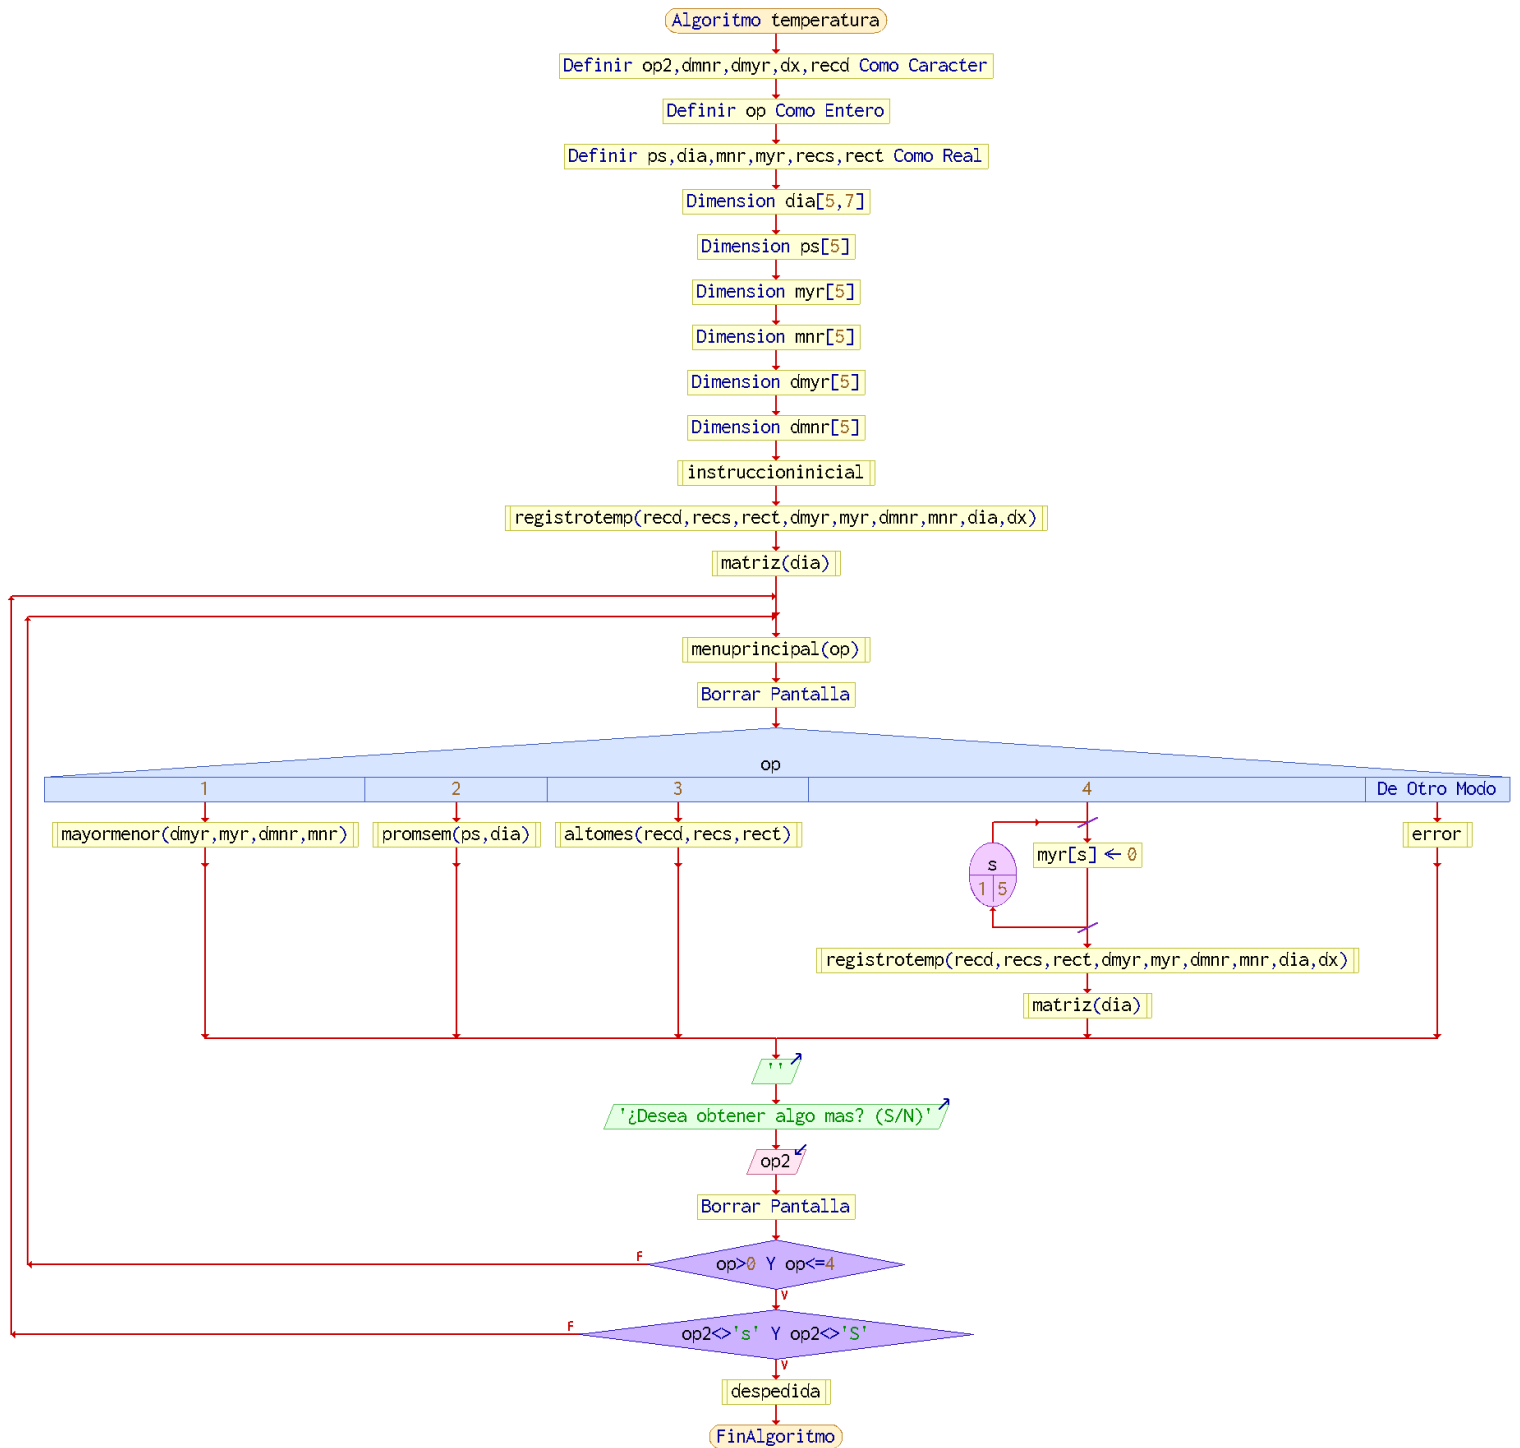 Algoritmo temperatura
Definir op2,dmnr,dmyr,dx,recd Como Caracter
Definir op Como Entero
Definir ps,dia,mnr,myr,recs,rect Como Real
Dimension dia[5,7]
Dimension ps[5]
Dimension myr[5]
Dimension mnr[5]
Dimension dmyr[5]
Dimension dmnr[5]
instruccioninicial
registrotemp(recd,recs,rect,dmyr,myr,dmnr,mnr,dia,dx)
matriz(dia)
menuprincipal(op)
Borrar Pantalla
op
1 2 3 4 De Otro Modo
mayormenor(dmyr,myr,dmnr,mnr) promsem(ps,dia) altomes(recd,recs,rect) error
myr[s] ← 0
s
1 5
registrotemp(recd,recs,rect,dmyr,myr,dmnr,mnr,dia,dx)
matriz(dia)
''
'¿Desea obtener algo mas? (S/N)'
op2
Borrar Pantalla
F
op>0 Y op<=4
V
F
op2<>'s' Y op2<>'S'
V
despedida
FinAlgoritmo